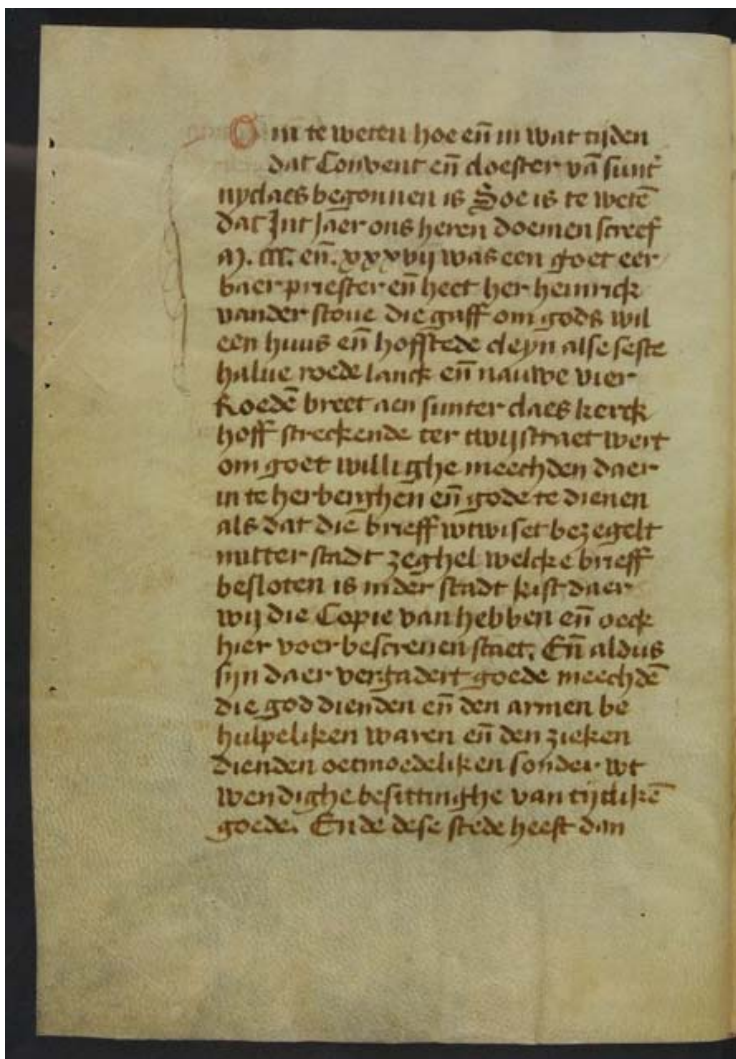 Om te weten hoe en̄ in wat tijden
dat Convent en̄ cloester vā sunt
nyclaes begonnen is Soe is te wetē
dat Int Jaer ons heren doemen screef
M. CCC. en̄. xxxvij was een goet eer
baer priester en̄ heet her heinrick
vander stoue die gaff om gods wil
een huus en̄ hoffstede cleyn alse seste
halue roede lanck en̄ nauwe vier
Roedē breet aen sunter claes kerck
hoff streckende ter twijstraet wert
om goet willighe meechden daer
in te herberghen en̄ gode te dienen
als dat die brieff wtwiset bezegelt
mitter stadt zeghel welcke brieff
besloten is inder stadt kist daer
wij die Copie van hebben en̄ oeck
hier voer bescreuen staet. En̄ aldus
sijn daer vergadert goede meechdē
die god dienden en̄ den armen be
hulpeliken waren en̄ den zieken
dienden oetmoedeliken sonder wt
wendighe besittinghe van tijtlikē
goede. Ende dese stede heeft dan